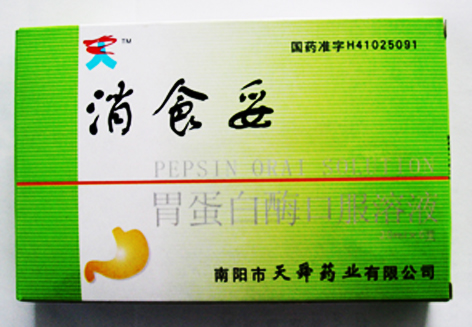 国药准字H41025091
TM
消食妥
PEPSIN ORAL SOLUTION
胃蛋白酶口服溶液
南阳市天舜药业有限公司